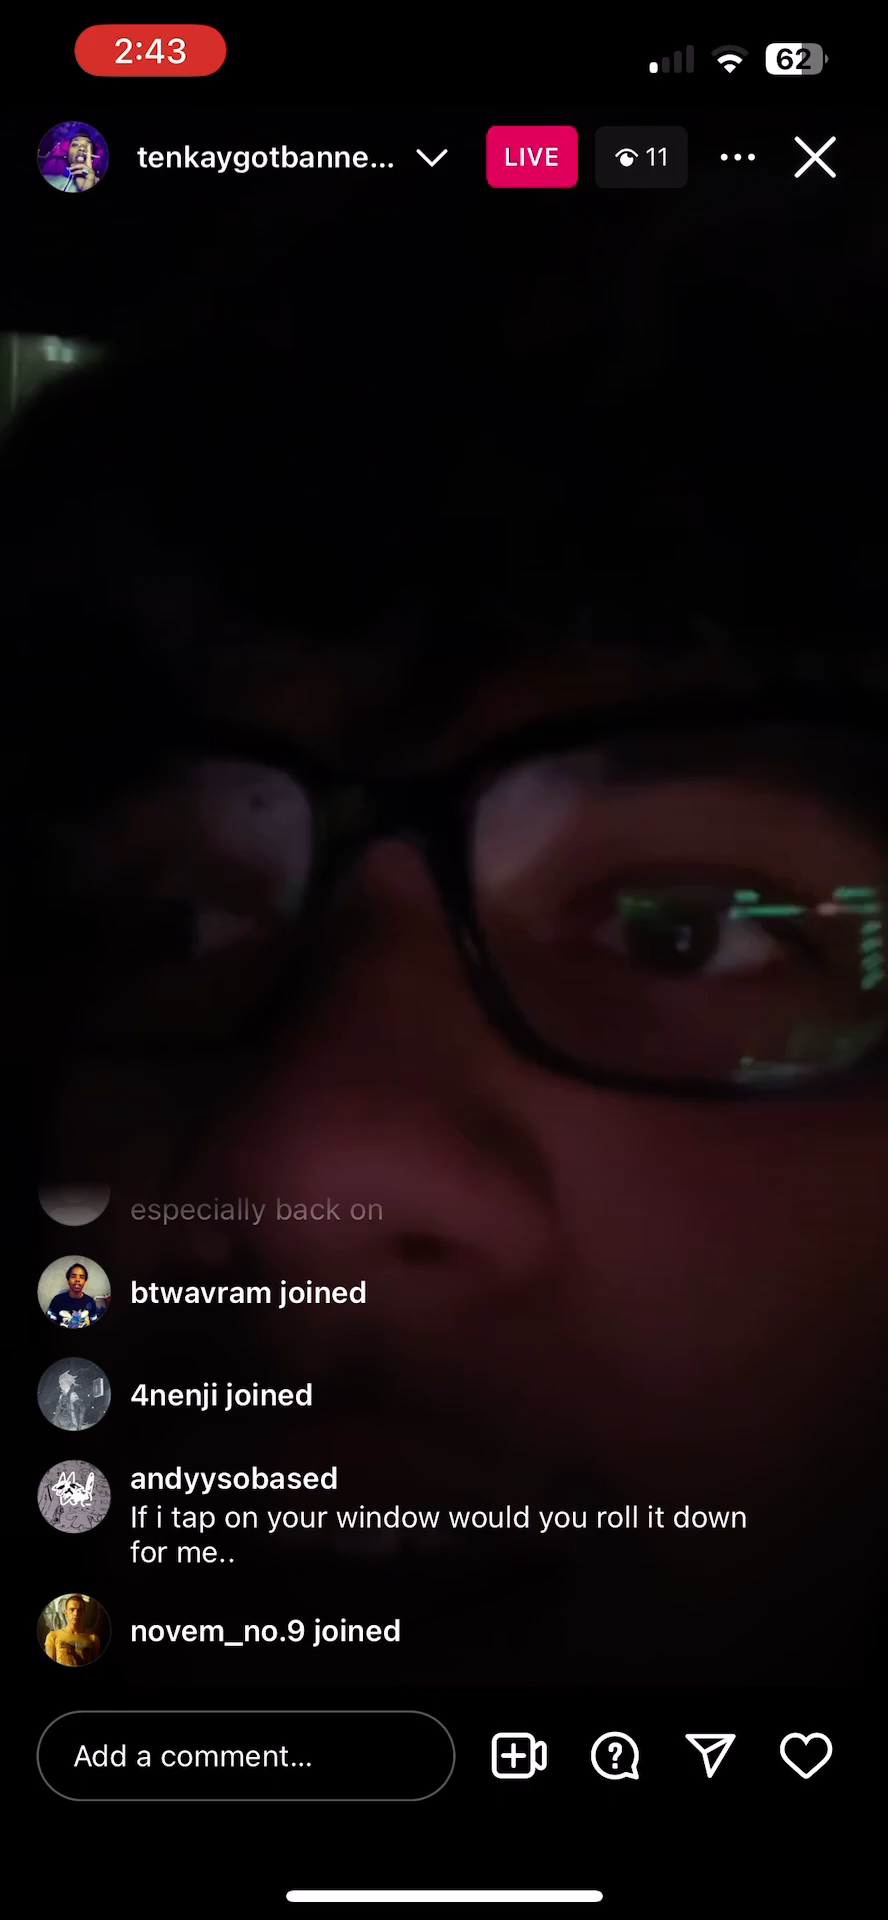 2:43
62
tenkaygotbanne...
LIVE
11
especially back on
btwavram joined
4nenji joined
andyysobased
If i tap on your window would you roll it down
for me..
novem_no.9 joined
Add a comment...